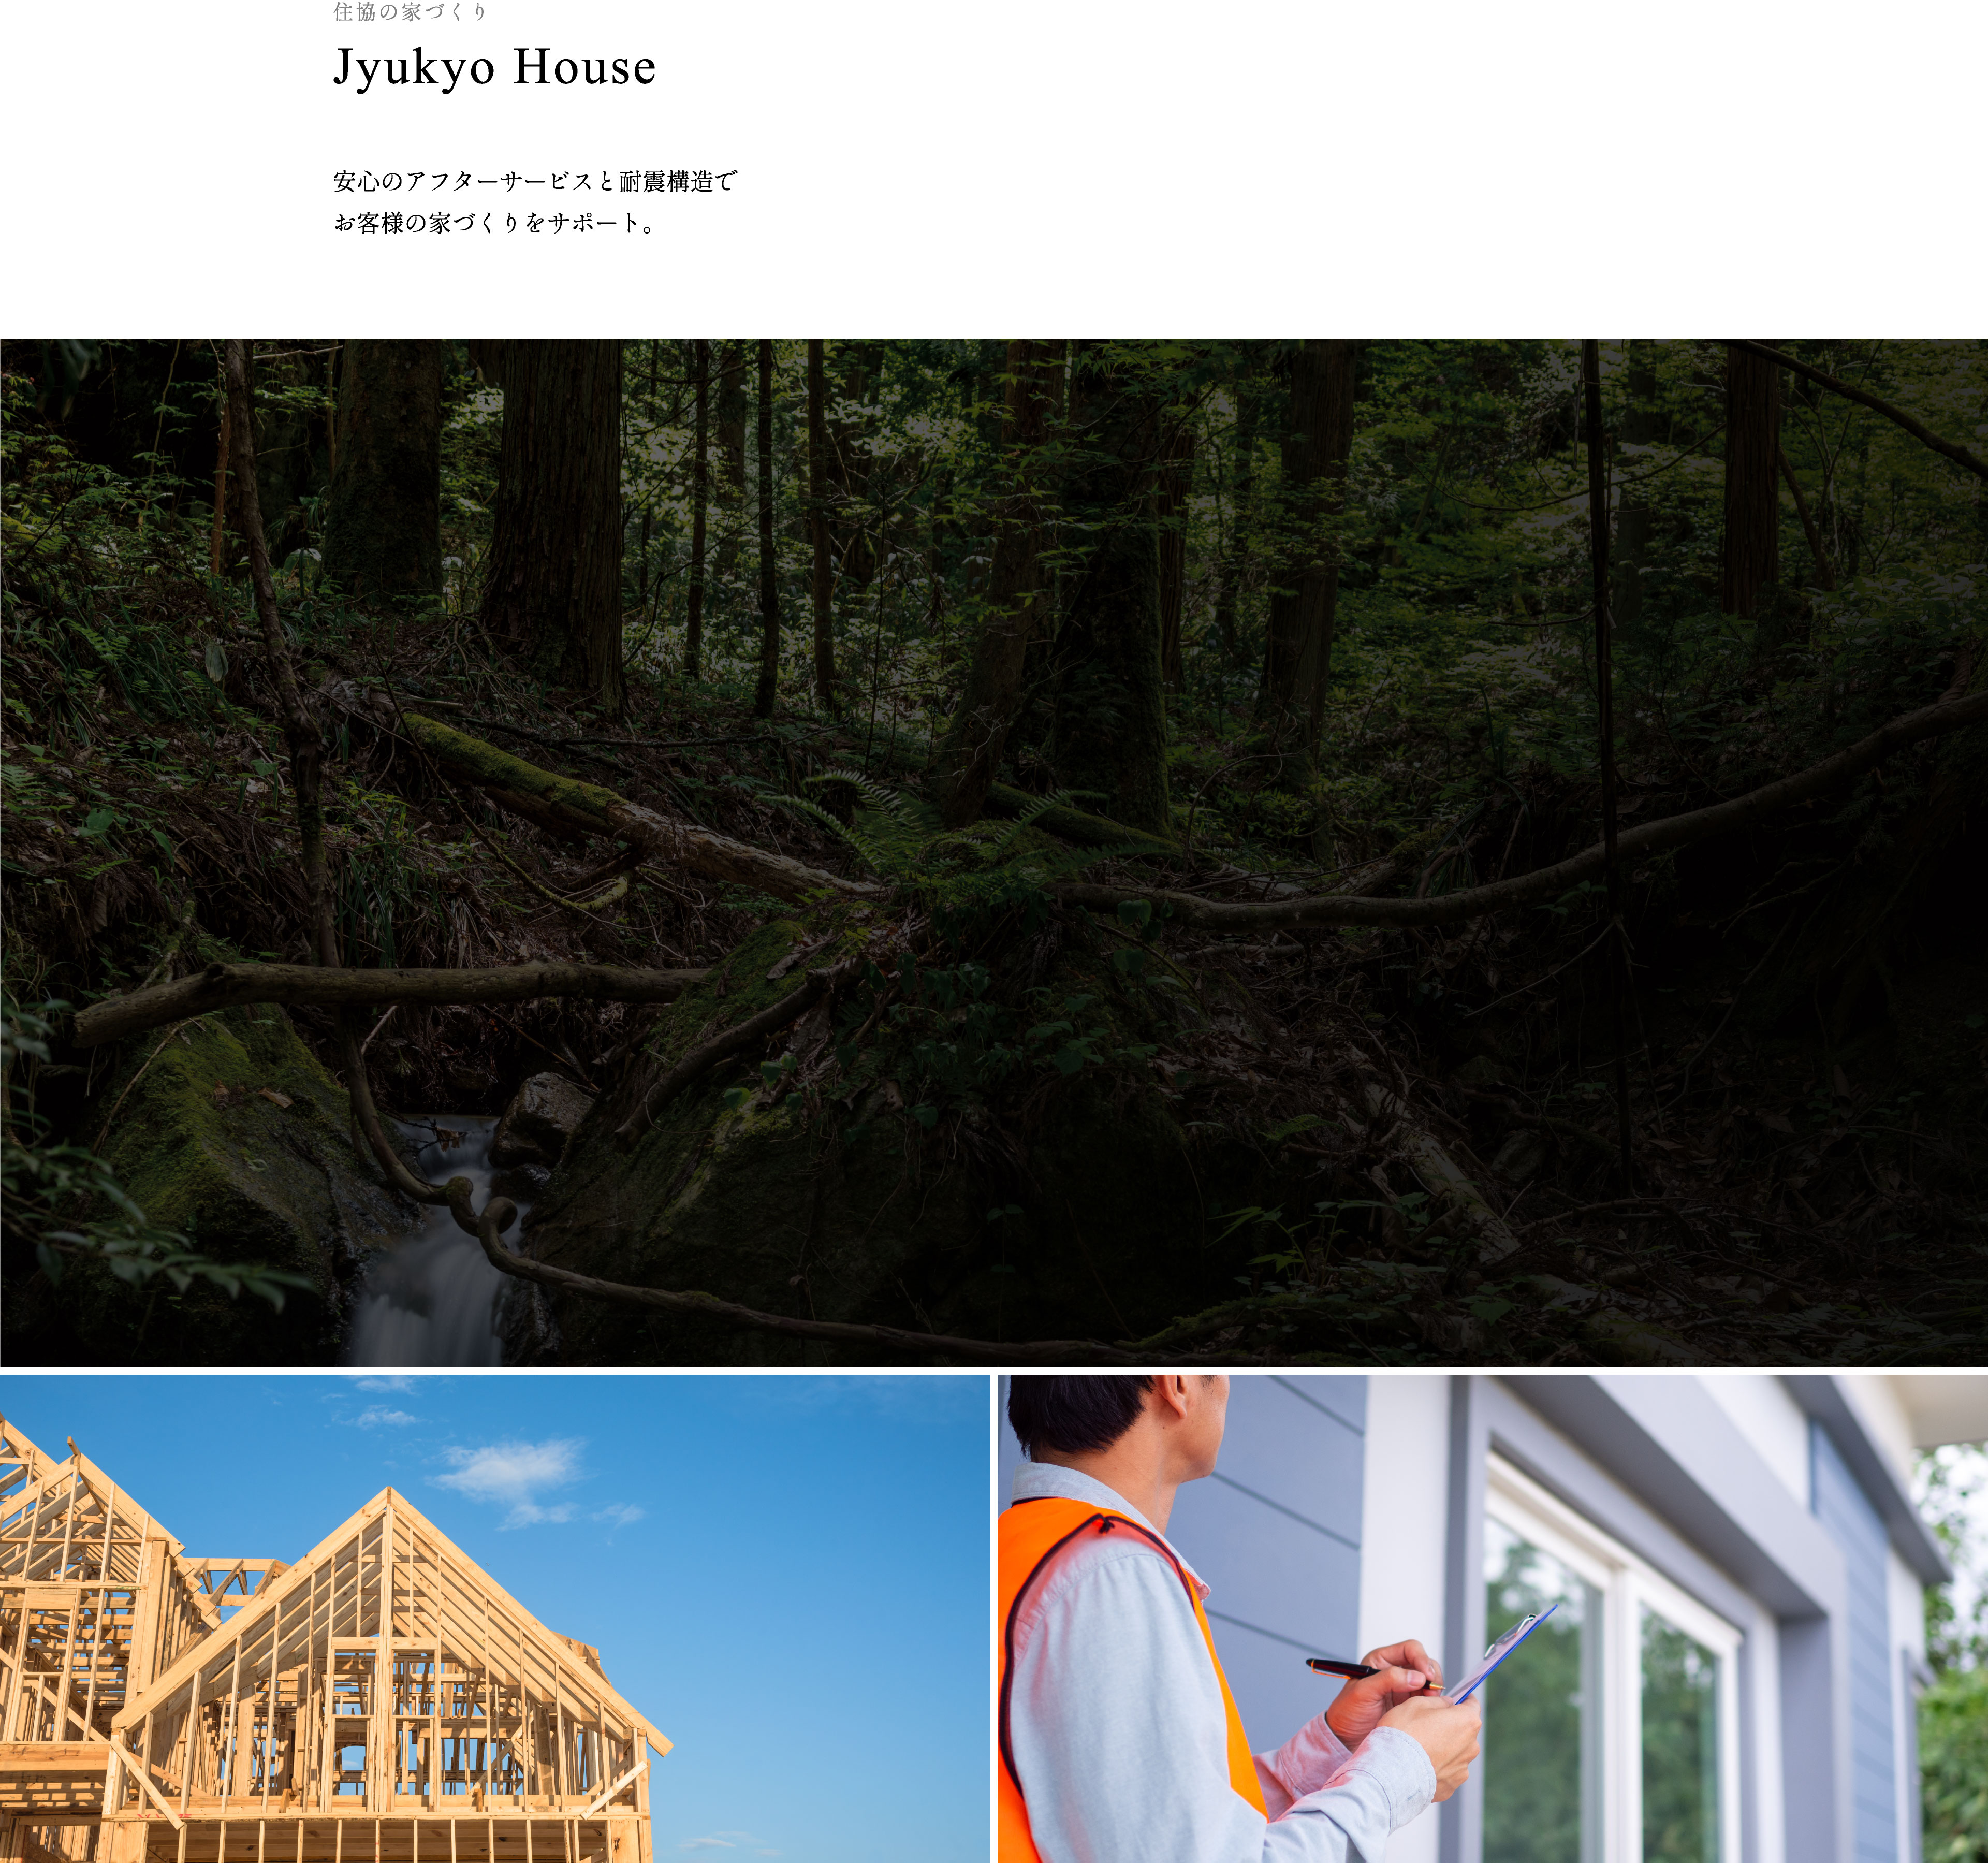 住協の家づくり
Jyukyo House
安心のアフターサービスと耐震構造で
お客様の家づくりをサポート。